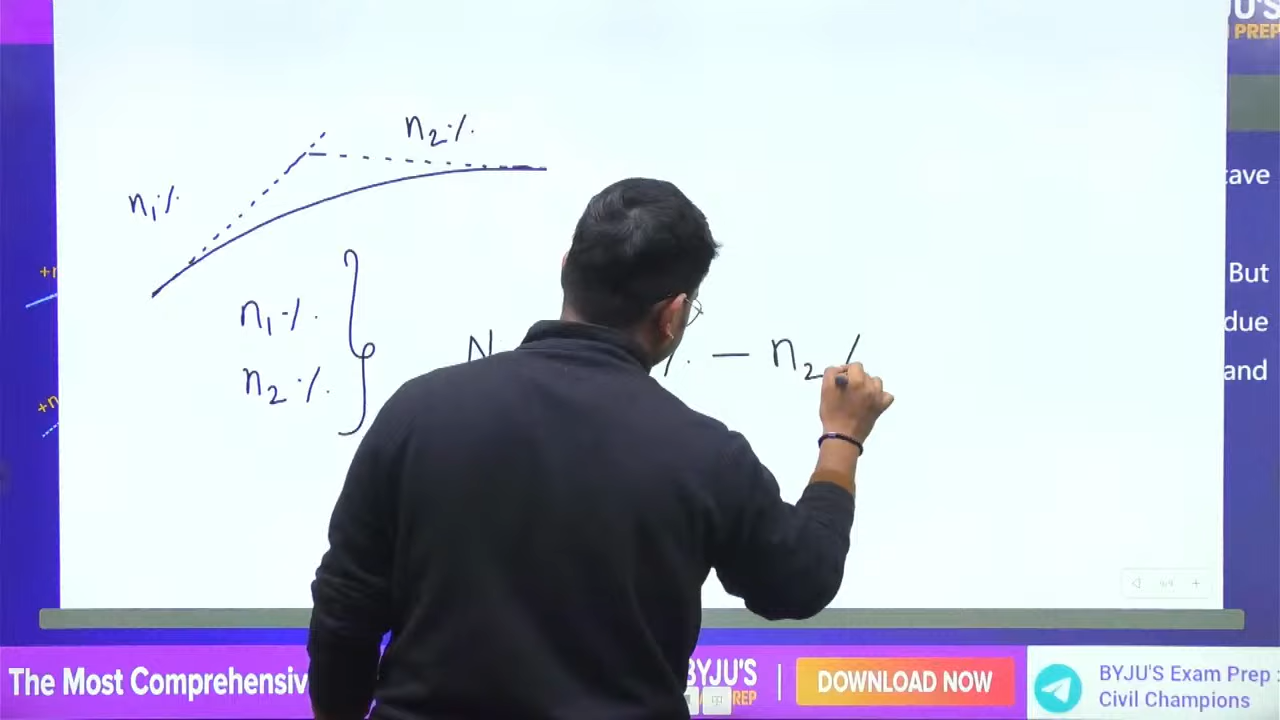 JU'S
PREP
n₂%
n₁%
ave
But
due
and
n₁%
n₂%
N % — n₂ %
The Most Comprehensiv
BYJU'S
REP
DOWNLOAD NOW
BYJU'S Exam Prep :
Civil Champions